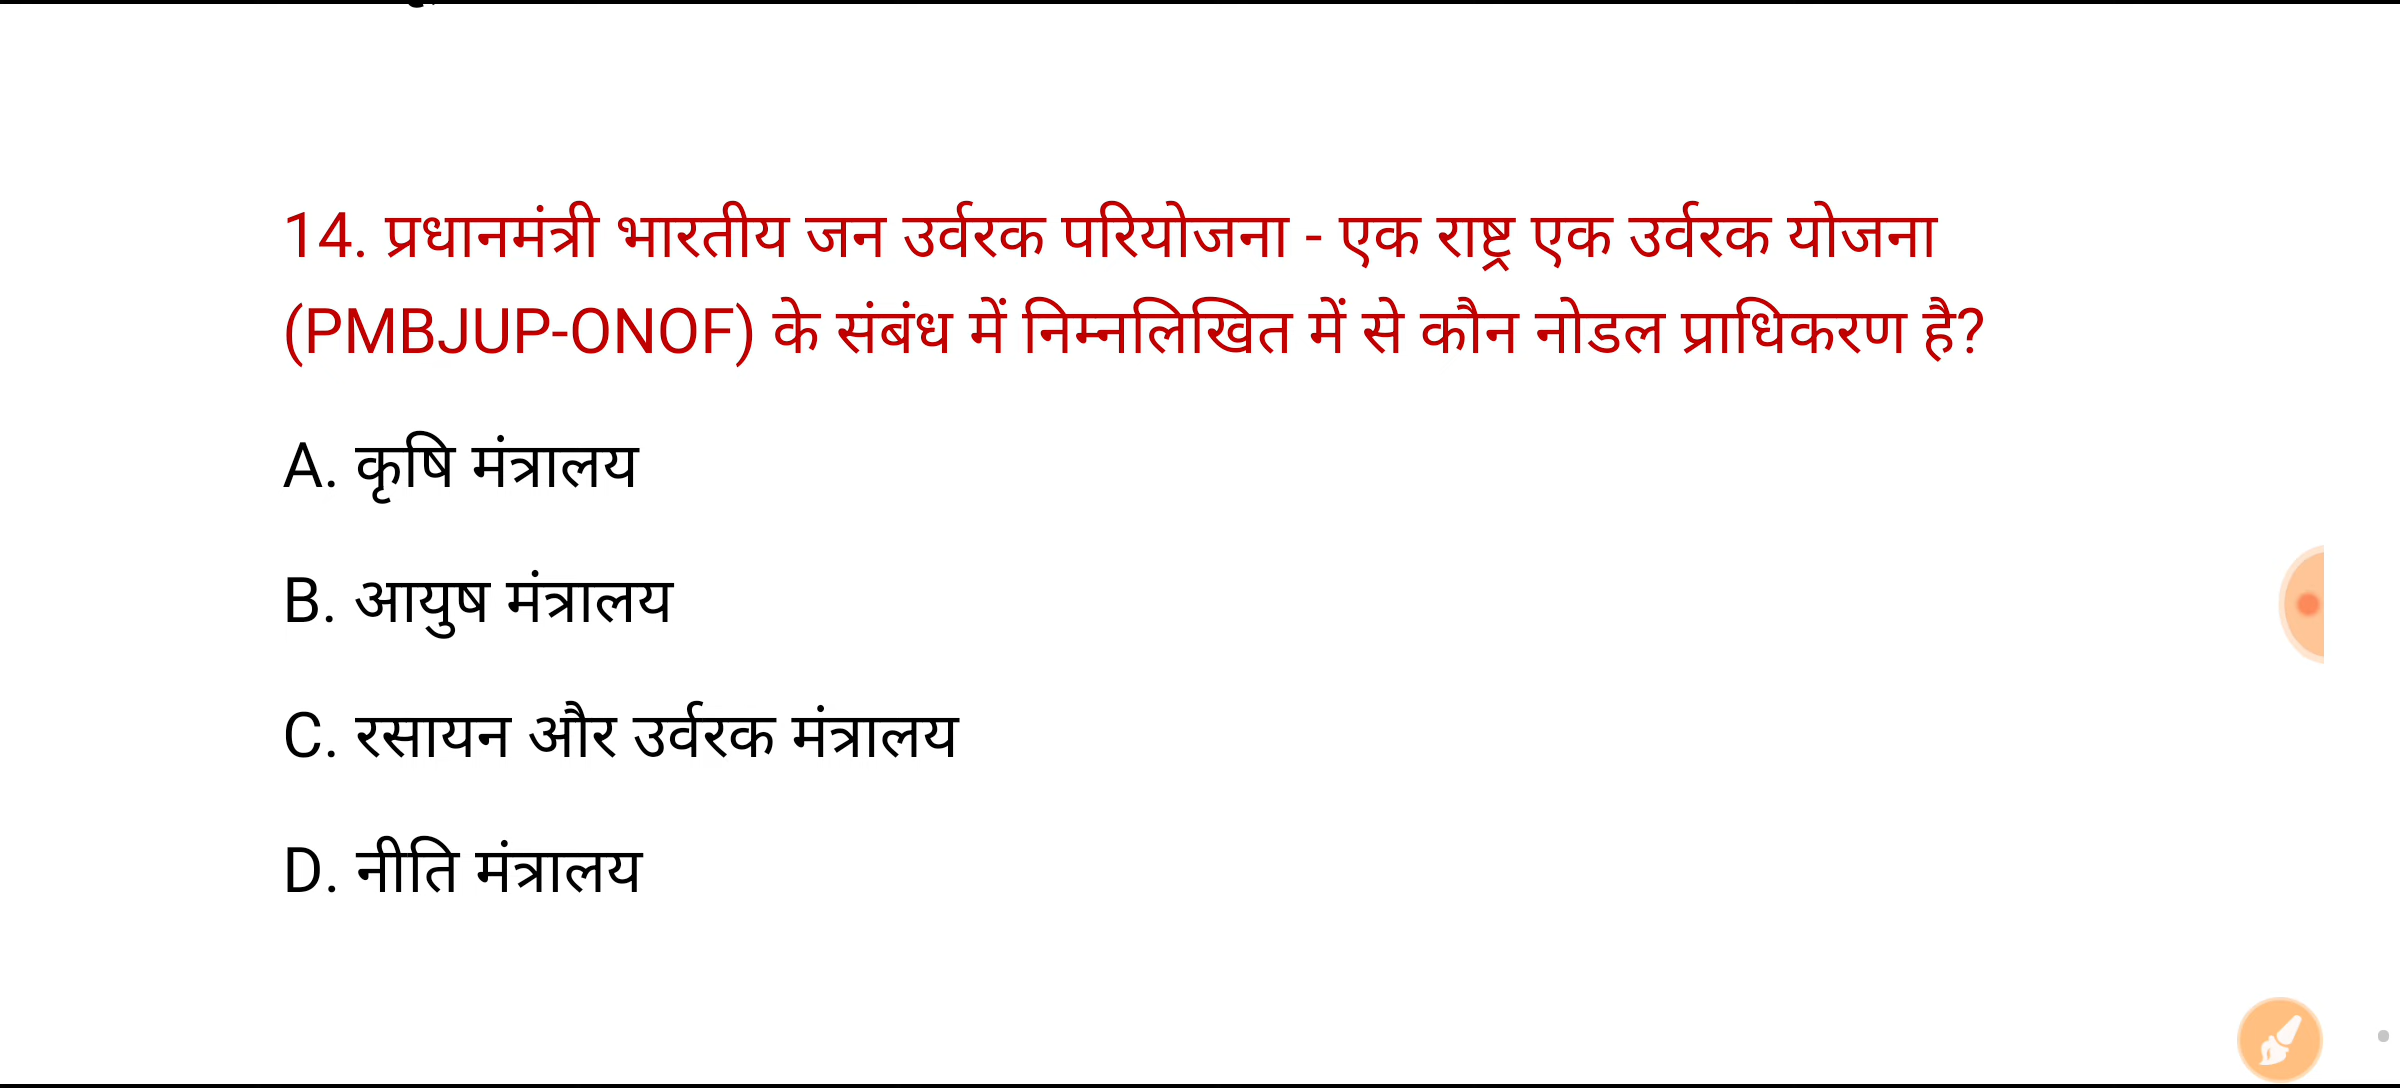 14. प्रधानमंत्री भारतीय जन उर्वरक परियोजना - एक राष्ट्र एक उर्वरक योजना
(PMBJUP-ONOF) के संबंध में निम्नलिखित में से कौन नोडल प्राधिकरण है?
A. कृषि मंत्रालय
B. आयुष मंत्रालय
C. रसायन और उर्वरक मंत्रालय
D. नीति मंत्रालय